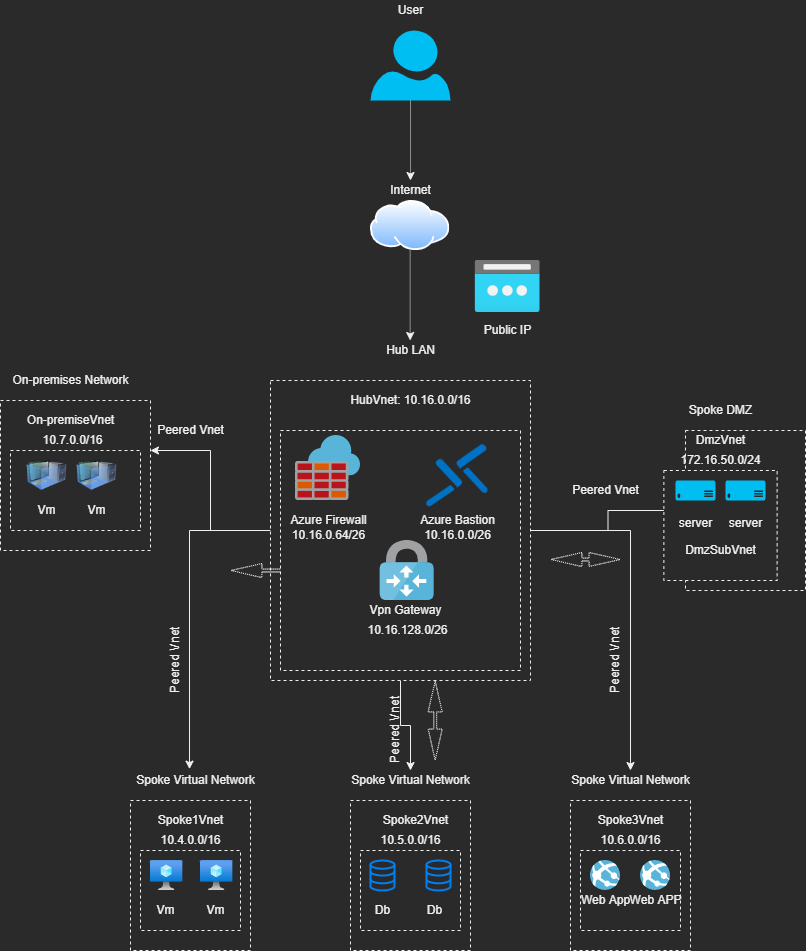 User
Internet
Public IP
Hub LAN
On-premises Network
On-premiseVnet
10.7.0.0/16
Vm
Vm
Peered Vnet
HubVnet: 10.16.0.0/16
Azure Firewall
10.16.0.64/26
Azure Bastion
10.16.0.0/26
Vpn Gateway
10.16.128.0/26
Spoke DMZ
DmzVnet
172.16.50.0/24
server
server
DmzSubVnet
Peered Vnet
Peered Vnet
Peered Vnet
Peered Vnet
Spoke Virtual Network
Spoke1Vnet
10.4.0.0/16
Vm
Vm
Spoke Virtual Network
Spoke2Vnet
10.5.0.0/16
Db
Db
Spoke Virtual Network
Spoke3Vnet
10.6.0.0/16
Web App
Web APP